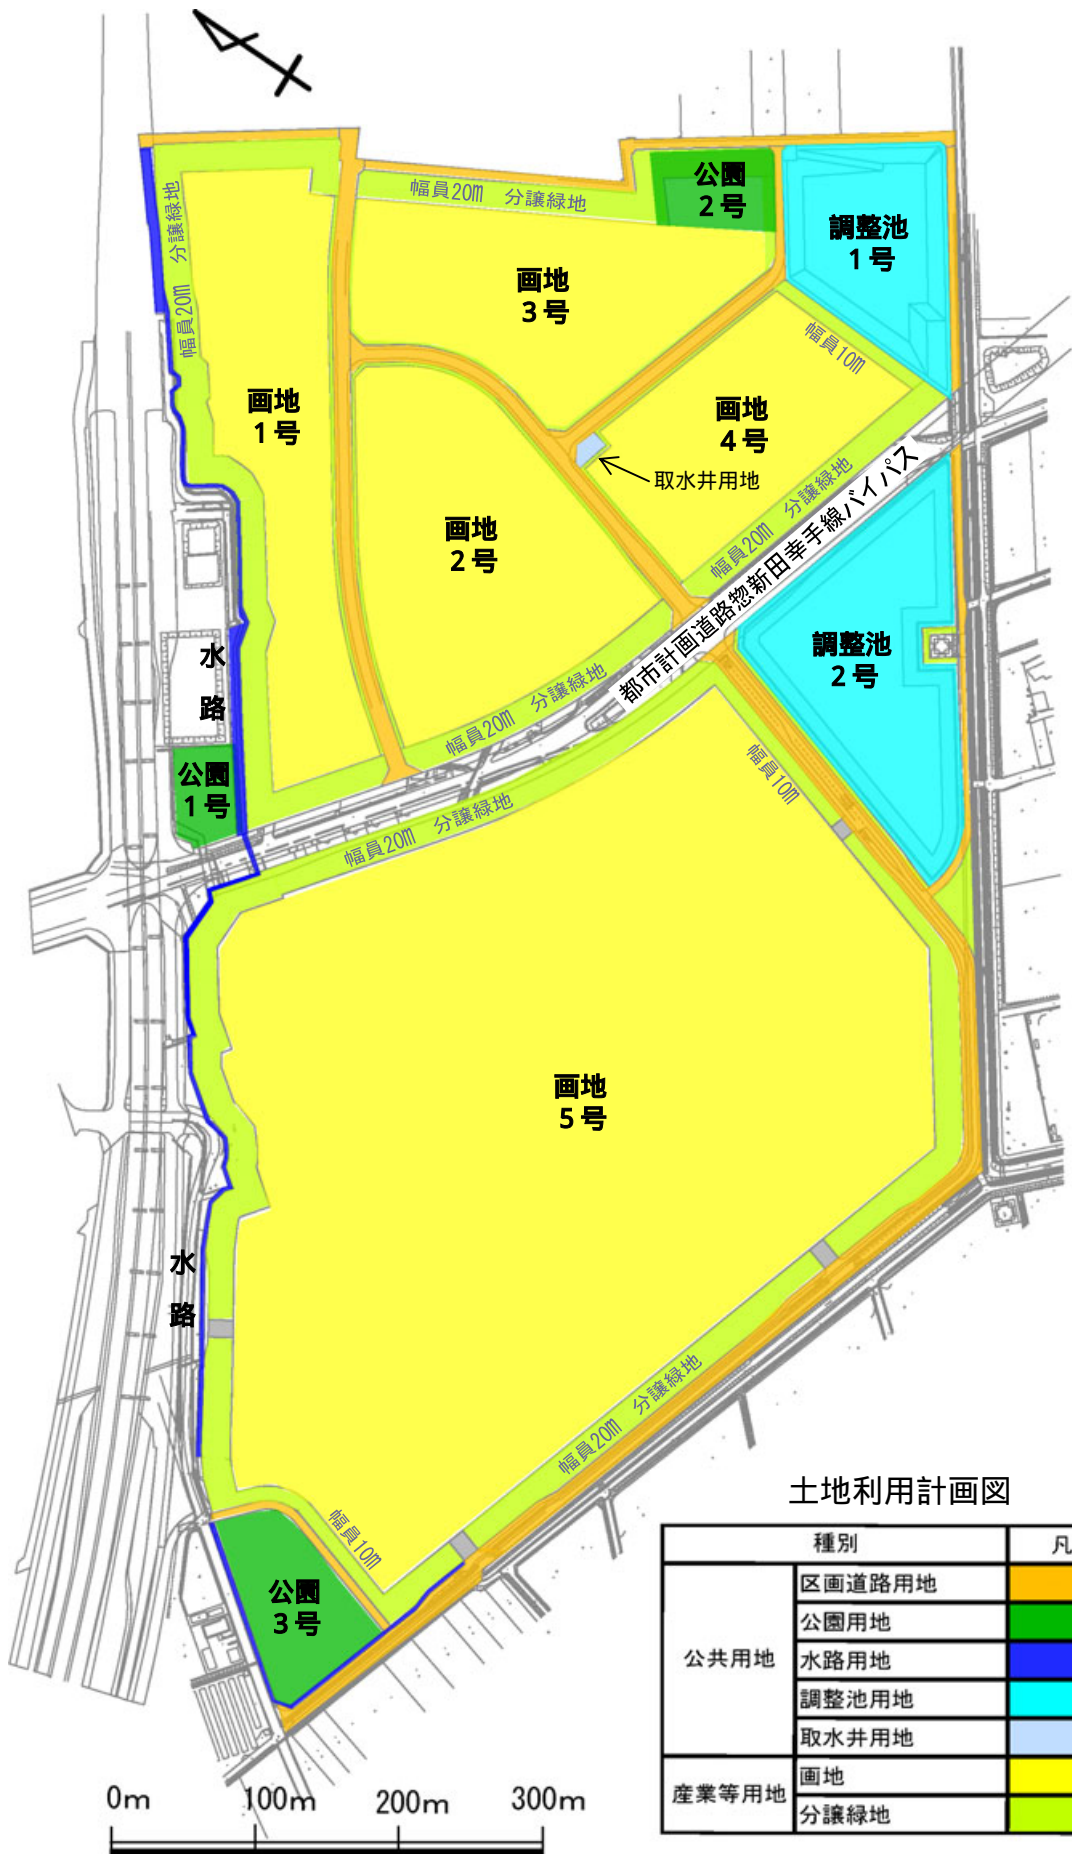 幅員20m 分譲緑地
公園
2号
幅員20m 分譲緑地
調整池
1号
画地
3号
幅員10m
画地
1号
画地
4号
取水井用地
幅員20m 分譲緑地
都市計画道路惣新田幸手線バイパス
画地
2号
水
路
調整池
2号
幅員20m 分譲緑地
公園
1号
幅員10m
幅員20m 分譲緑地
画地
5号
水
路
幅員20m 分譲緑地
幅員10m
公園
3号
土地利用計画図
種別 凡
公共用地 区画道路用地
公園用地
水路用地
調整池用地
取水井用地
産業等用地 画地
分譲緑地
0m 100m 200m 300m